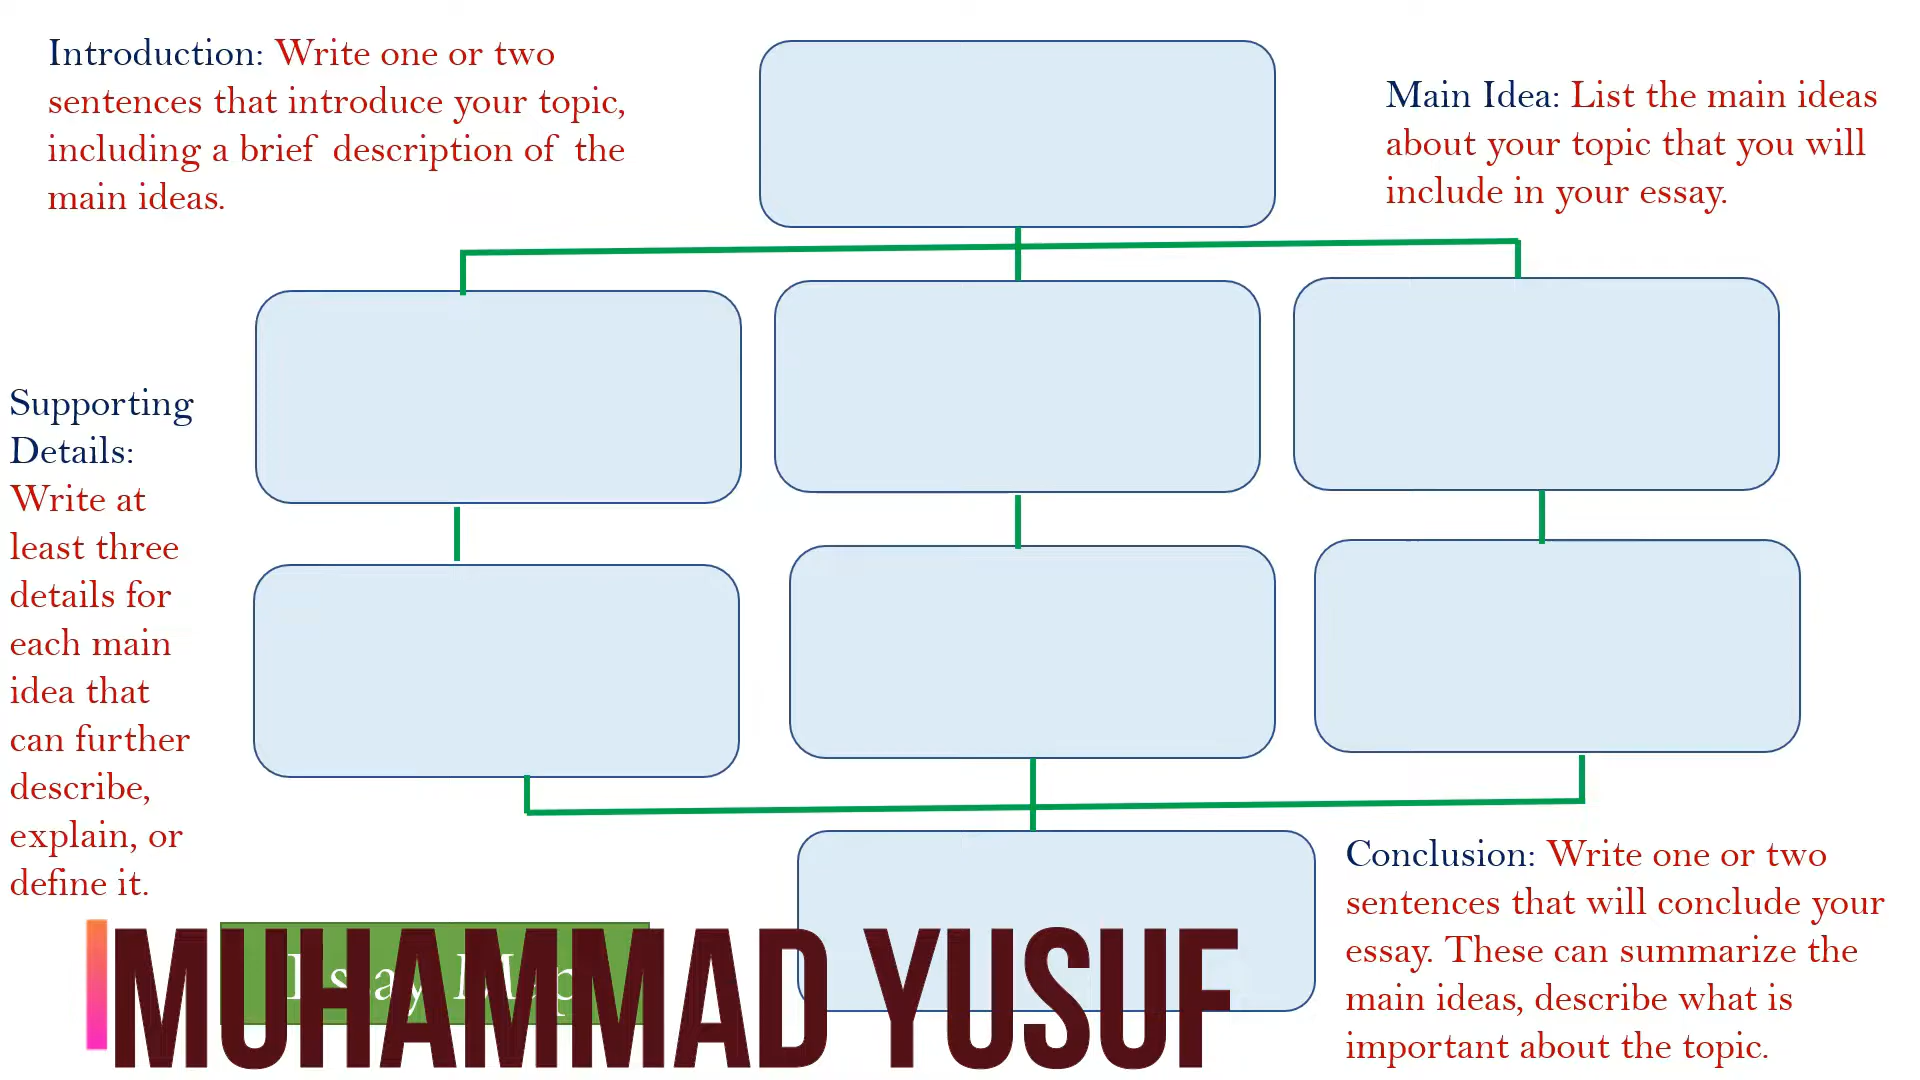 Introduction: Write one or two
sentences that introduce your topic,
including a brief description of the
main ideas.
Main Idea: List the main ideas
about your topic that you will
include in your essay.
Supporting
Details:
Write at
least three
details for
each main
idea that
can further
describe,
explain, or
define it.
Conclusion: Write one or two
sentences that will conclude your
essay. These can summarize the
main ideas, describe what is
important about the topic.
Essay Map
MUHAMMAD YUSUF